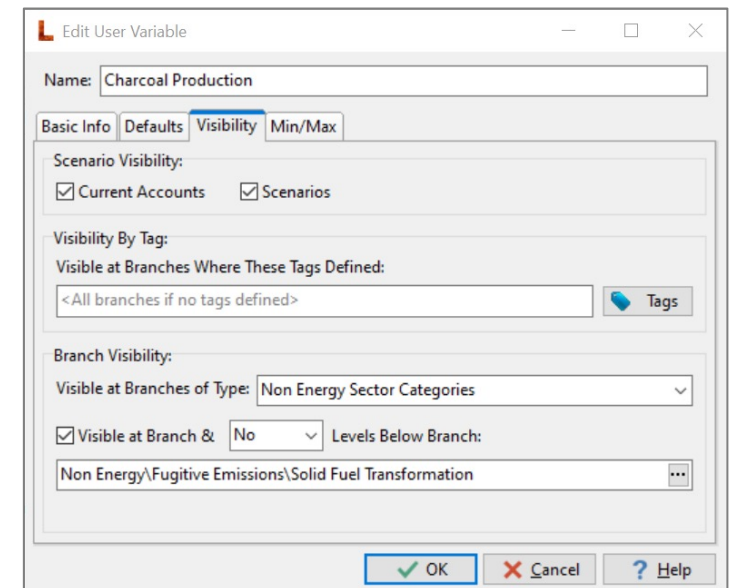 Edit User Variable
Name: Charcoal Production
Basic Info Defaults Visibility Min/Max
Scenario Visibility:
Current Accounts Scenarios
Visibility By Tag:
Visible at Branches Where These Tags Defined:
<All branches if no tags defined> Tags
Branch Visibility:
Visible at Branches of Type: Non Energy Sector Categories
Visible at Branch & No Levels Below Branch:
Non Energy\Fugitive Emissions\Solid Fuel Transformation ...
OK Cancel ? Help